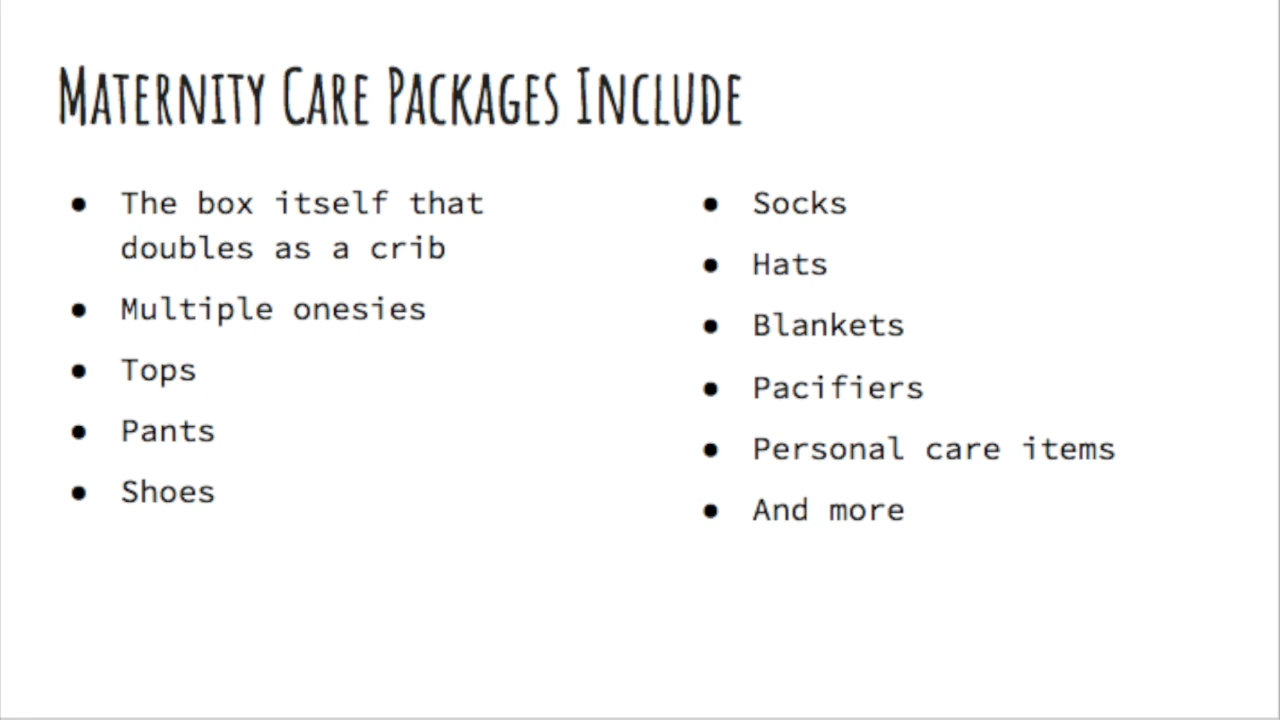 Maternity Care Packages Include
● The box itself that
doubles as a crib
● Multiple onesies
● Tops
● Pants
● Shoes
● Socks
● Hats
● Blankets
● Pacifiers
● Personal care items
● And more